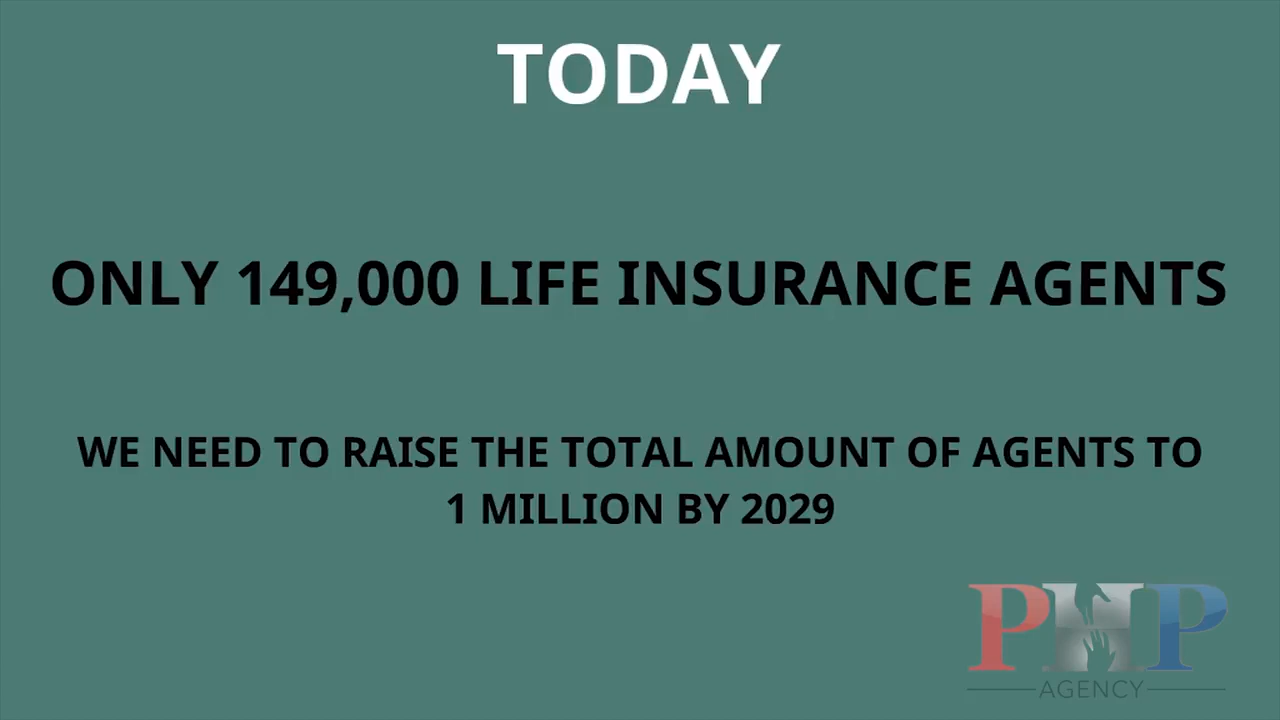 TODAY
ONLY 149,000 LIFE INSURANCE AGENTS
WE NEED TO RAISE THE TOTAL AMOUNT OF AGENTS TO
1 MILLION BY 2029
PHP
AGENCY